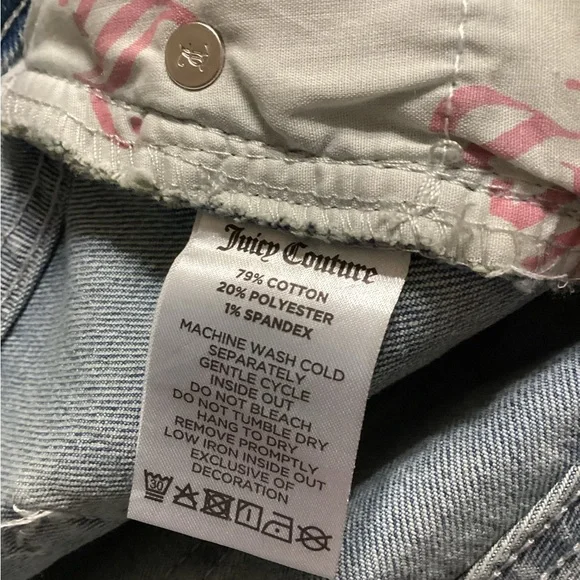 Juicy Couture
79% COTTON
20% POLYESTER
1% SPANDEX
MACHINE WASH COLD
SEPARATELY
GENTLE CYCLE
INSIDE OUT
DO NOT BLEACH
DO NOT TUMBLE DRY
HANG TO DRY
REMOVE PROMPTLY
LOW IRON INSIDE OUT
EXCLUSIVE OF
DECORATION
30